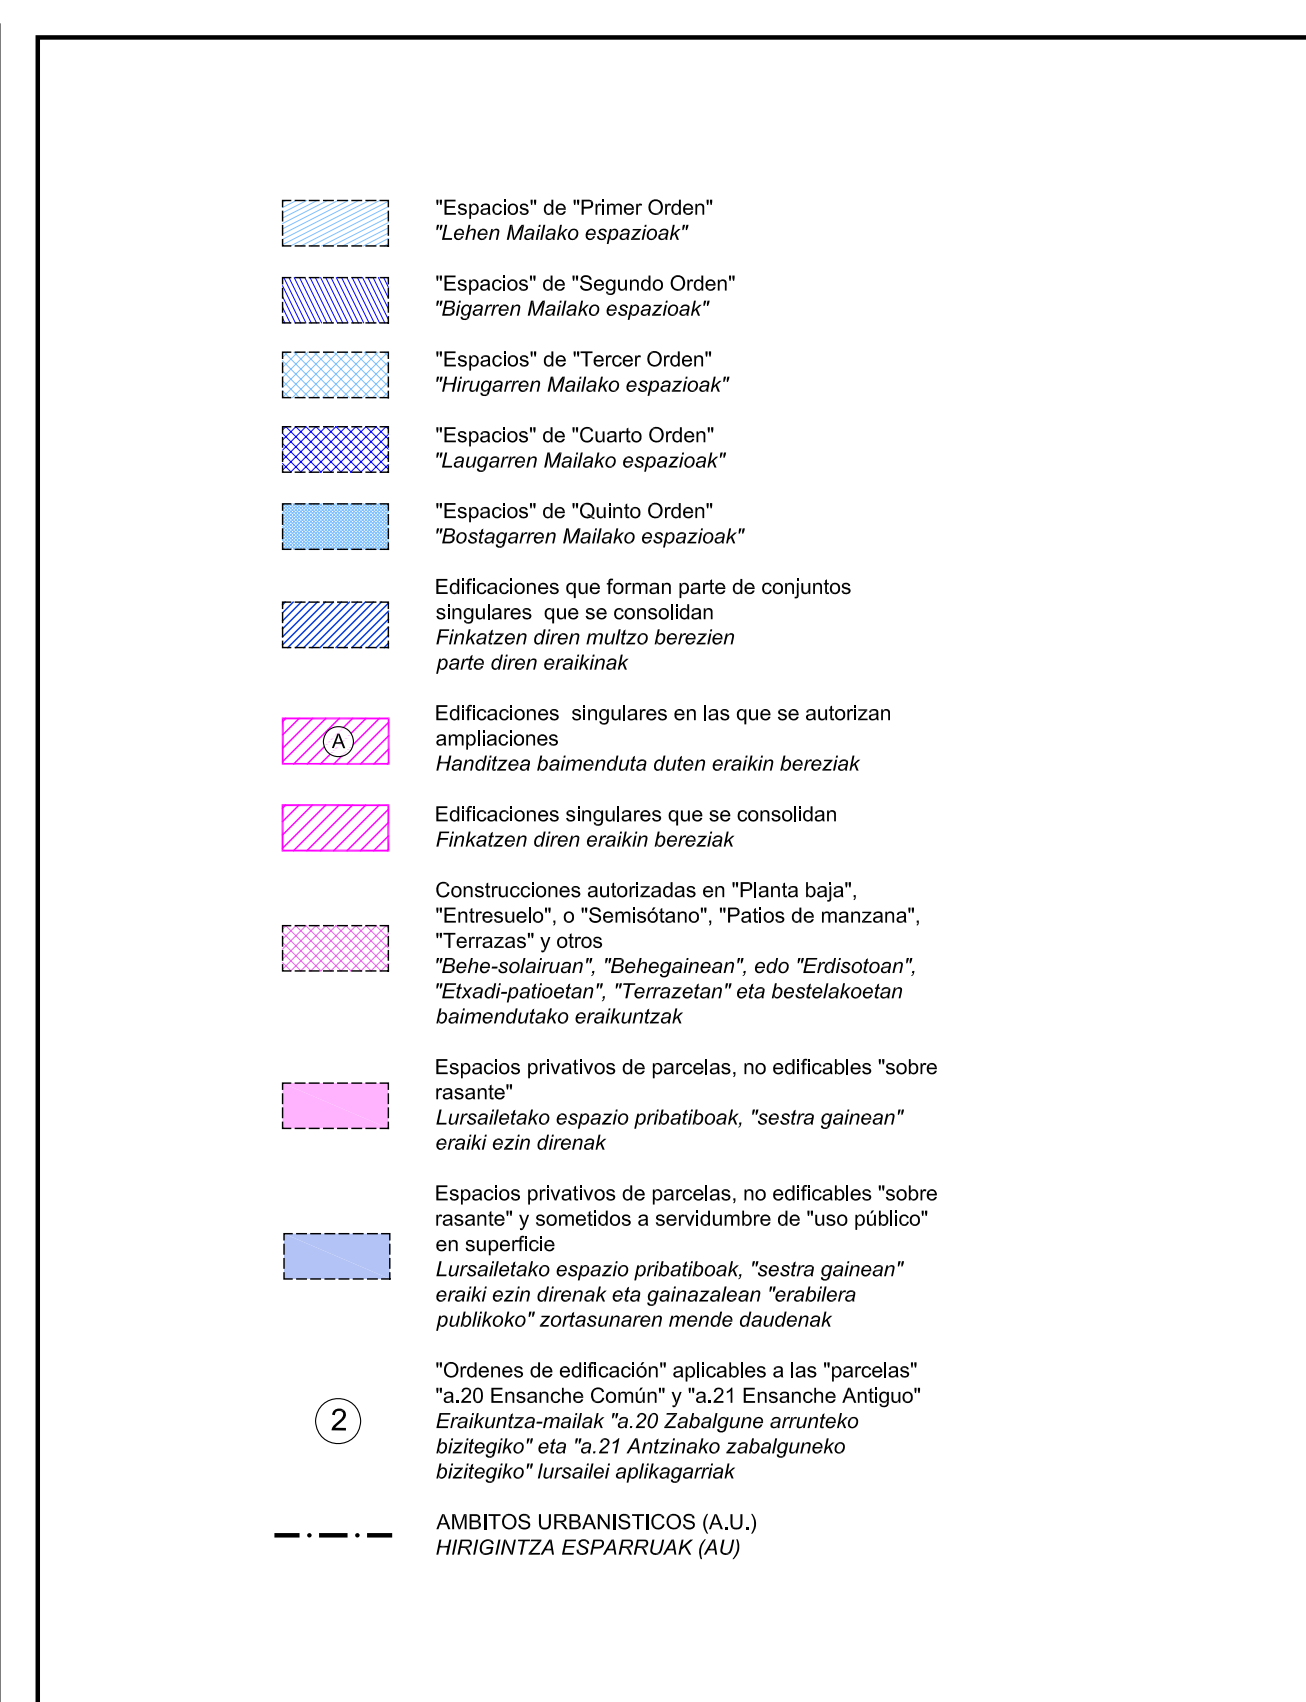 "Espacios" de "Primer Orden"
"Lehen Mailako espazioak"
"Espacios" de "Segundo Orden"
"Bigarren Mailako espazioak"
"Espacios" de "Tercer Orden"
"Hirugarren Mailako espazioak"
"Espacios" de "Cuarto Orden"
"Laugarren Mailako espazioak"
"Espacios" de "Quinto Orden"
"Bostagarren Mailako espazioak"
Edificaciones que forman parte de conjuntos
singulares que se consolidan
Finkatzen diren multzo berezien
parte diren eraikinak
A
Edificaciones singulares en las que se autorizan
ampliaciones
Handitzea baimenduta duten eraikin bereziak
Edificaciones singulares que se consolidan
Finkatzen diren eraikin bereziak
Construcciones autorizadas en "Planta baja",
"Entresuelo", o "Semisótano", "Patios de manzana",
"Terrazas" y otros
"Behe-solairuan", "Behegainean", edo "Erdisotoan",
"Etxadi-patioetan", "Terrazetan" eta bestelakoetan
baimendutako eraikuntzak
Espacios privativos de parcelas, no edificables "sobre
rasante"
Lursailetako espazio pribatiboak, "sestra gainean"
eraiki ezin direnak
Espacios privativos de parcelas, no edificables "sobre
rasante" y sometidos a servidumbre de "uso público"
en superficie
Lursailetako espazio pribatiboak, "sestra gainean"
eraiki ezin direnak eta gainazalean "erabilera
publikoko" zortasunaren mende daudenak
2
"Ordenes de edificación" aplicables a las "parcelas"
"a.20 Ensanche Común" y "a.21 Ensanche Antiguo"
Eraikuntza-mailak "a.20 Zabalgune arrunteko
bizitegiko" eta "a.21 Antzinako zabalguneko
bizitegiko" lursailei aplikagarriak
AMBITOS URBANISTICOS (A.U.)
HIRIGINTZA ESPARRUAK (AU)